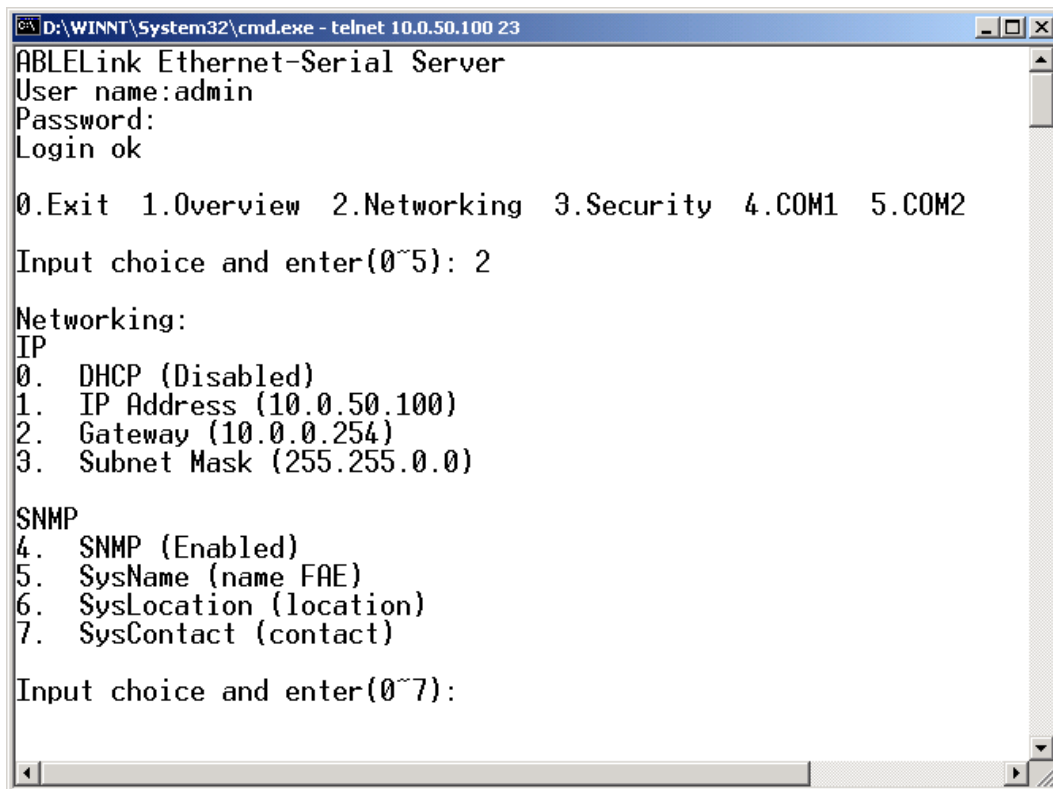 D:\WINNT\System32\cmd.exe - telnet 10.0.50.100 23
ABLELink Ethernet-Serial Server
User name:admin
Password:
Login ok
0.Exit  1.Overview  2.Networking  3.Security  4.COM1  5.COM2
Input choice and enter(0~5): 2
Networking:
IP
0.  DHCP (Disabled)
1.  IP Address (10.0.50.100)
2.  Gateway (10.0.0.254)
3.  Subnet Mask (255.255.0.0)
SNMP
4.  SNMP (Enabled)
5.  SysName (name FAE)
6.  SysLocation (location)
7.  SysContact (contact)
Input choice and enter(0~7):